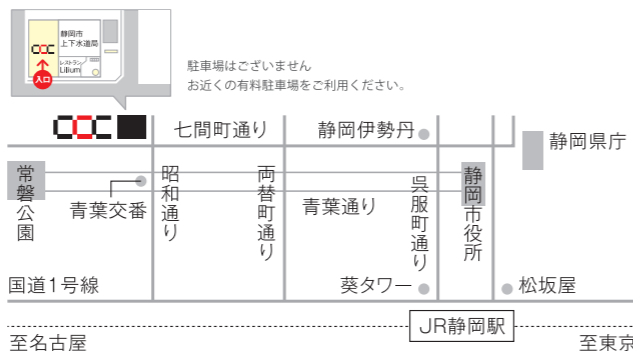 静岡市
上下水道局
CCC
レストラン
Lilium
入口
駐車場はございません
お近くの有料駐車場をご利用ください。
CCC
七間町通り
静岡伊勢丹
静岡県庁
常磐公園
青葉交番
昭和通り
両替町通り
青葉通り
呉服町通り
静岡市役所
国道1号線
葵タワー
松坂屋
JR静岡駅
至名古屋
至東京